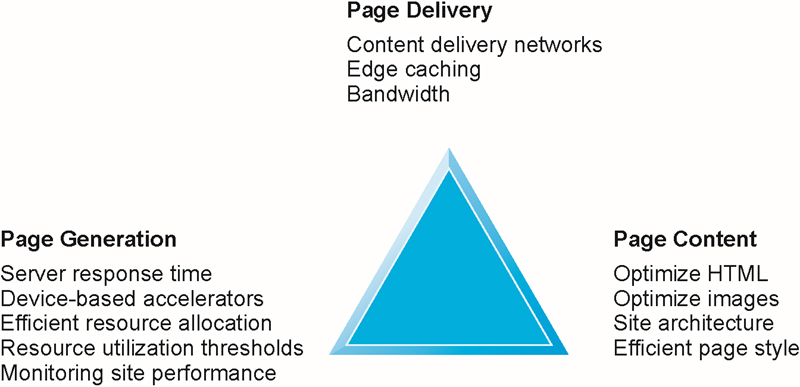 Page Delivery
Content delivery networks
Edge caching
Bandwidth
Page Generation
Server response time
Device-based accelerators
Efficient resource allocation
Resource utilization thresholds
Monitoring site performance
Page Content
Optimize HTML
Optimize images
Site architecture
Efficient page style